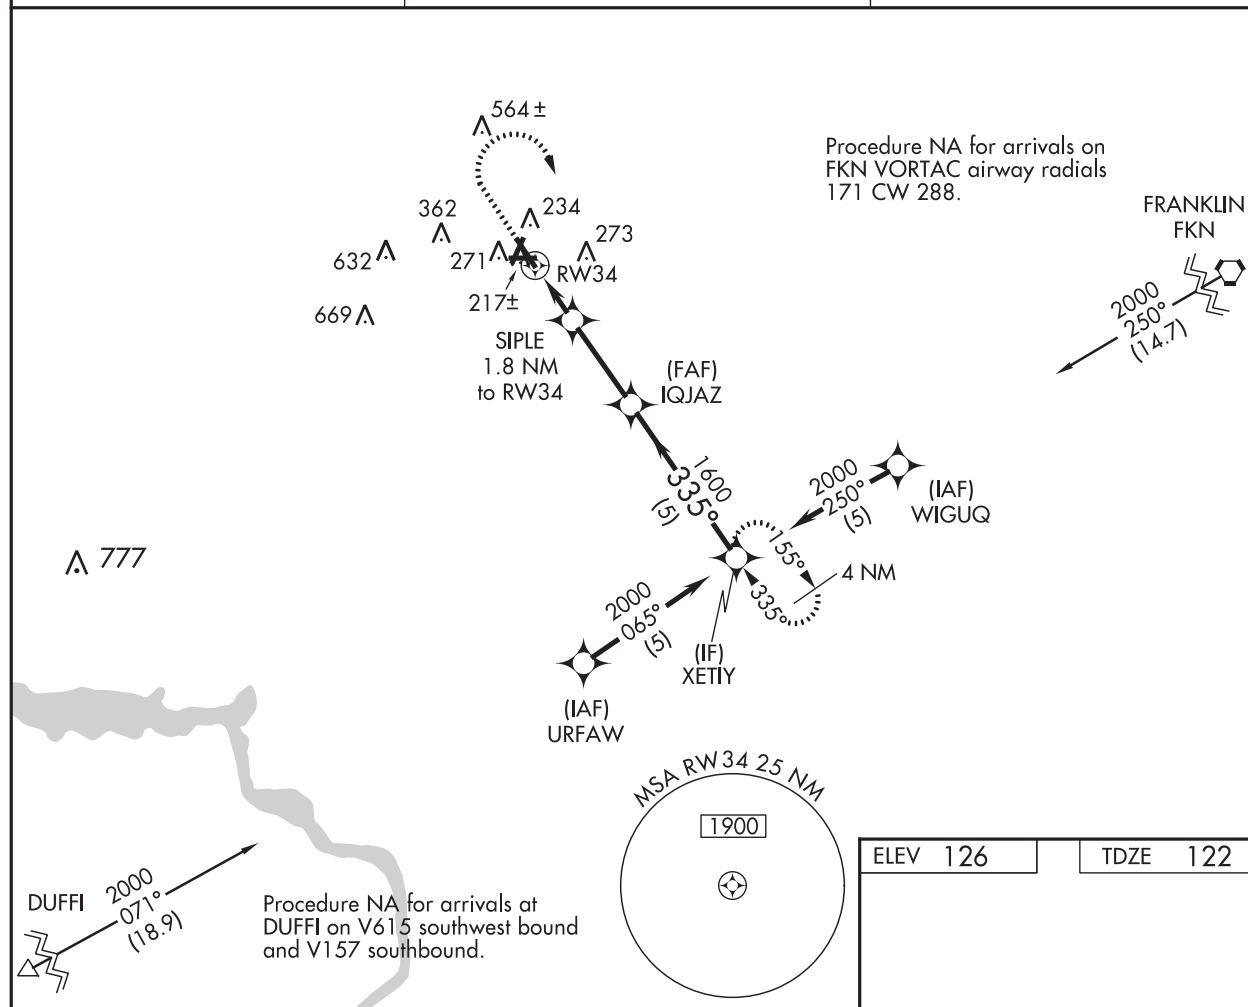 564±
Procedure NA for arrivals on
FKN VORTAC airway radials
171 CW 288.
FRANKLIN
FKN
362
234
273
632
271
RW34
217±
669
2000
250°
(14.7)
SIPLE
1.8 NM
to RW34
(FAF)
IQJAZ
1600
335°
(5)
2000
250°
(5)
(IAF)
WIGUQ
777
155°
4 NM
335°
2000
065°
(5)
(IF)
XETIY
(IAF)
URFAW
MSA RW34 25 NM
1900
ELEV 126
TDZE 122
DUFFI
2000
071°
(18.9)
Procedure NA for arrivals at
DUFFI on V615 southwest bound
and V157 southbound.